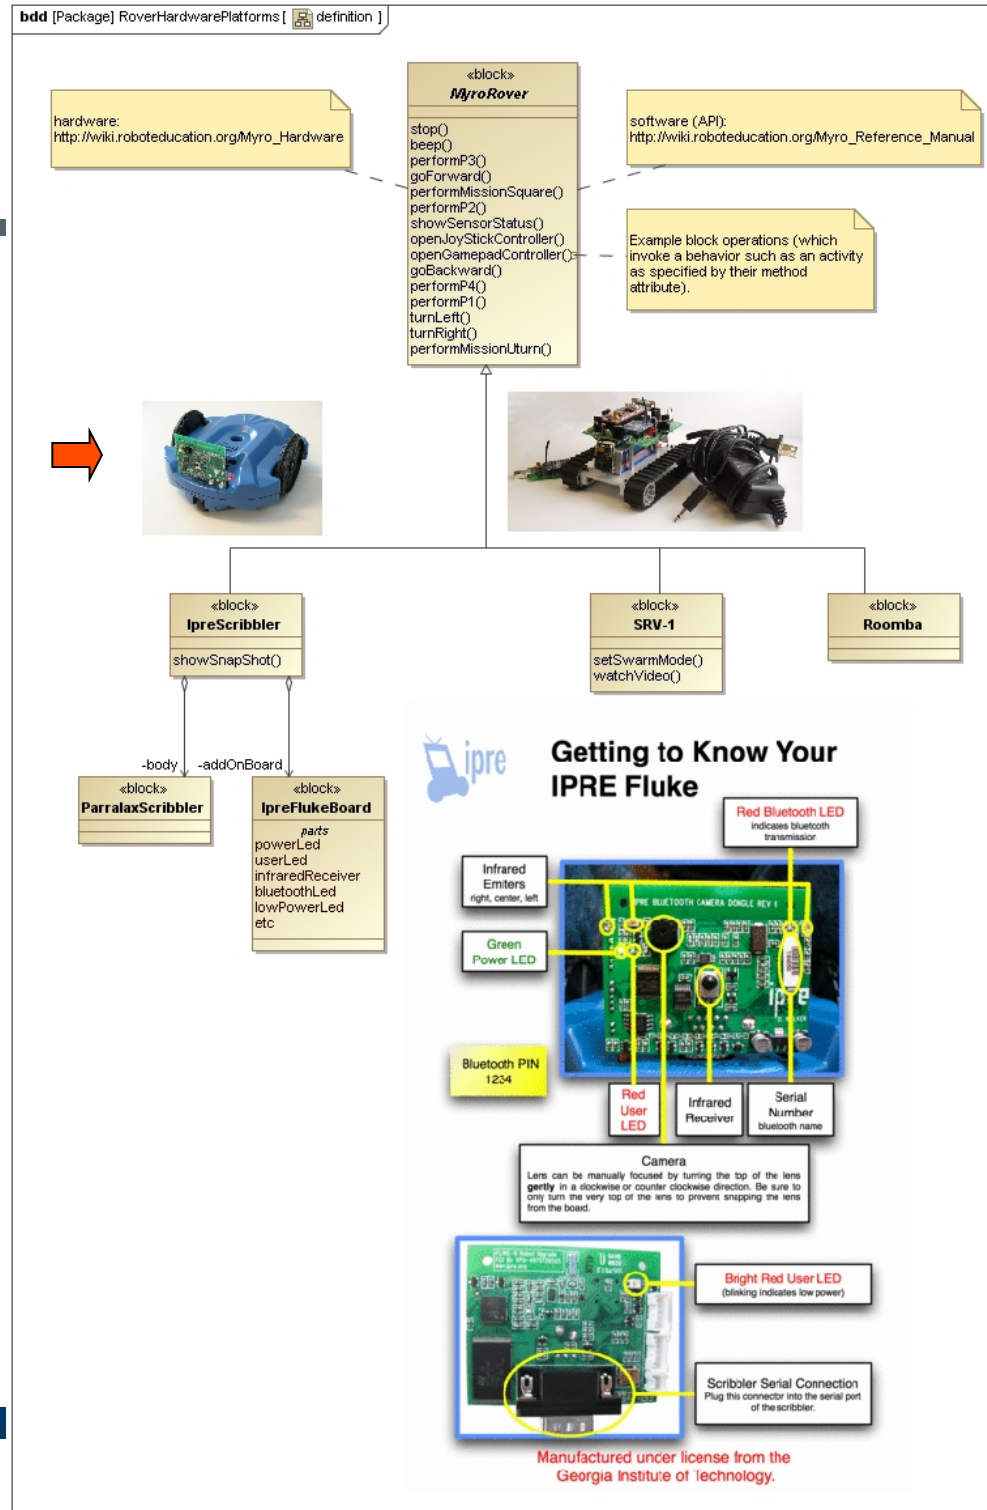 bdd [Package] RoverHardwarePlatforms [ definition ]
«block»
MyroRover
stop()
beep()
performP3()
goForward()
performMissionSquare()
performP2()
showSensorStatus()
openJoyStickController()
openGamepadController()
goBackward()
performP4()
performP1()
turnLeft()
turnRight()
performMissionUturn()
hardware:
http://wiki.roboteducation.org/Myro_Hardware
software (API):
http://wiki.roboteducation.org/Myro_Reference_Manual
Example block operations (which
invoke a behavior such as an activity
as specified by their method
attribute).
«block»
IpreScribbler
showSnapShot()
«block»
SRV-1
setSwarmMode()
watchVideo()
«block»
Roomba
-body
-addOnBoard
«block»
ParralaxScribbler
«block»
IpreFlukeBoard
parts
powerLed
userLed
infraredReceiver
bluetoothLed
lowPowerLed
etc
ipre
Getting to Know Your
IPRE Fluke
Red Bluetooth LED
indicates bluetooth
transmission
Infrared
Emiters
right, center, left
Green
Power LED
IPRE BLUETOOTH CAMERA DONGLE REV 6
ipre
Bluetooth PIN
1234
Red
User
LED
Infrared
Receiver
Serial
Number
bluetooth name
Camera
Lens can be manually focused by turning the top of the lens
gently in a clockwise or counter clockwise direction. Be sure to
only turn the very top of the lens to prevent snapping the lens
from the board.
Bright Red User LED
(blinking indicates low power)
Scribbler Serial Connection
Plug this connector into the serial port
of the scribbler.
Manufactured under license from the
Georgia Institute of Technology.